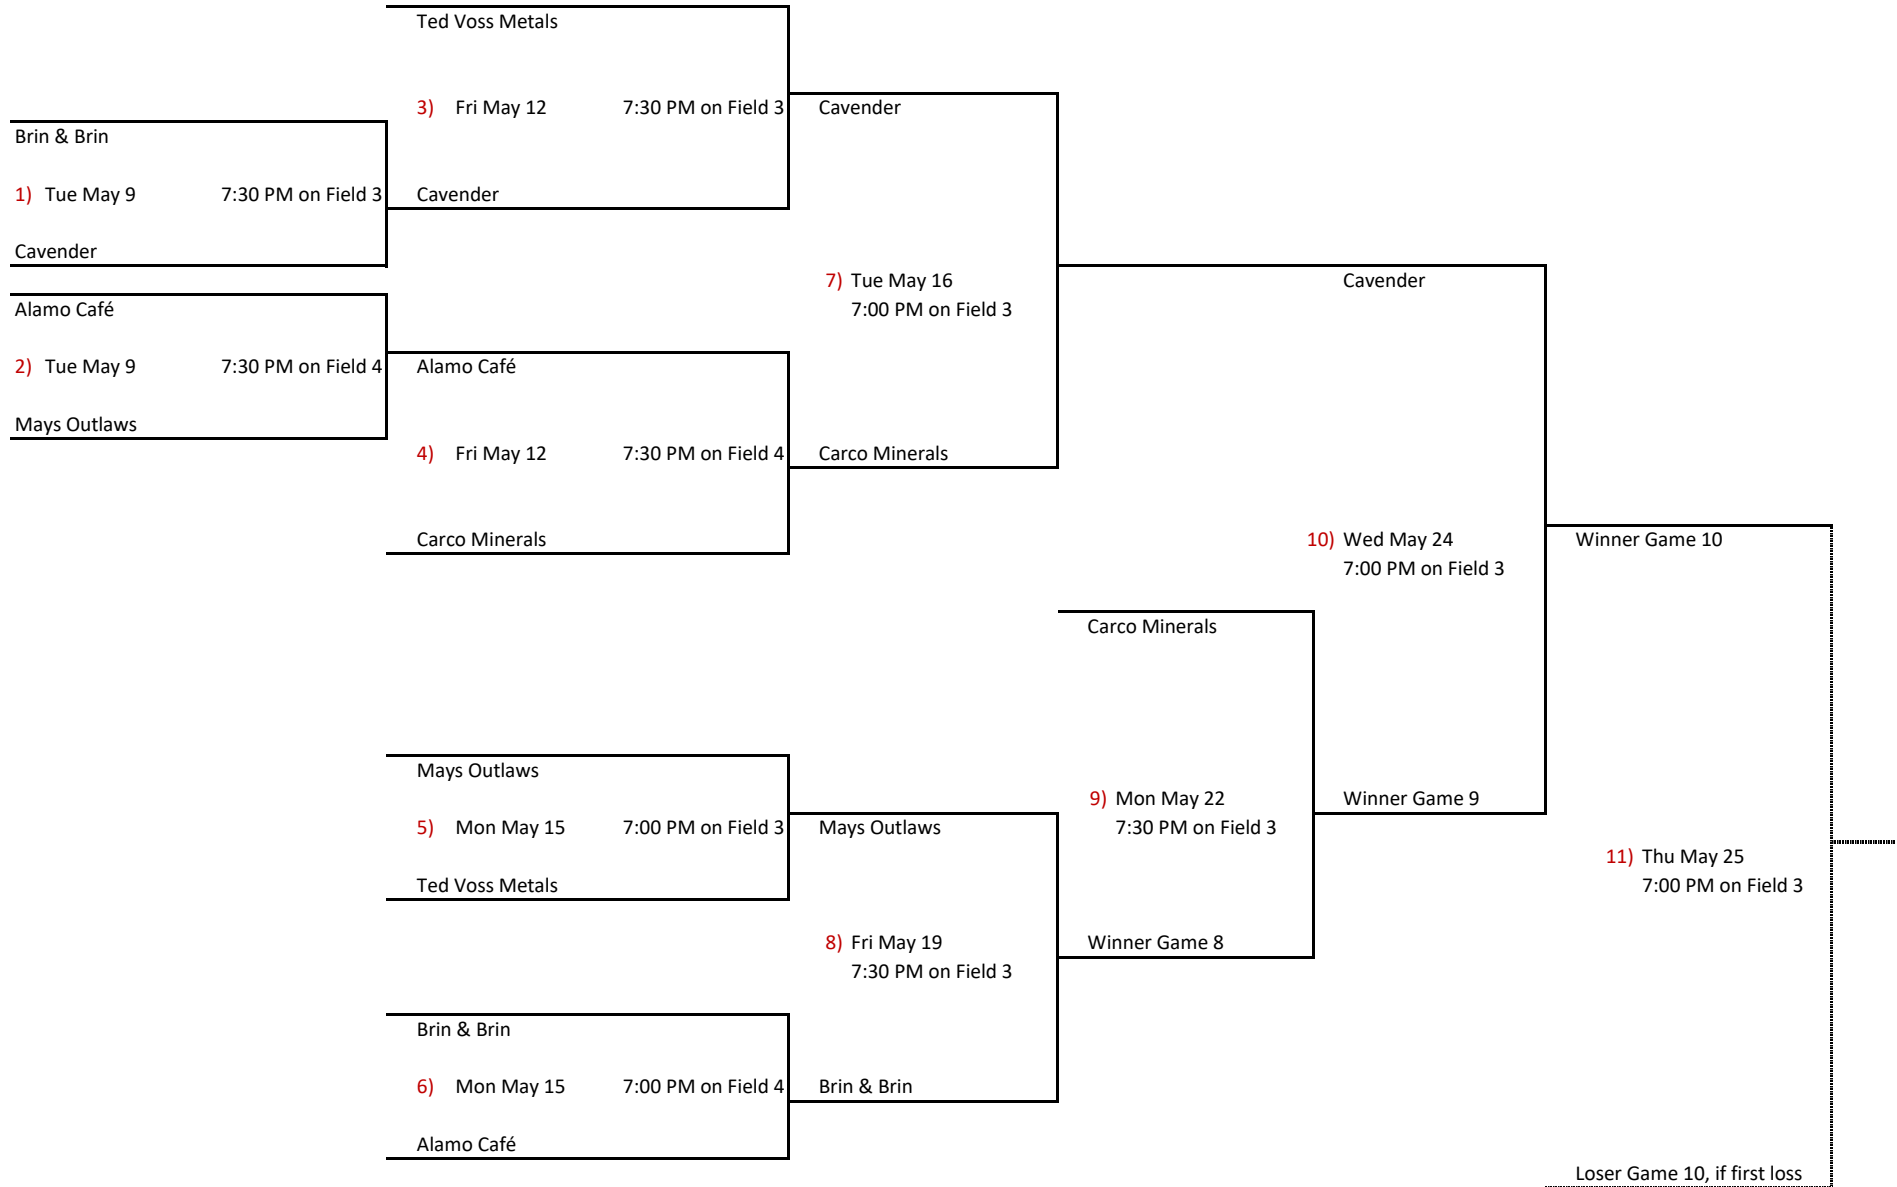 Ted Voss Metals
3) Fri May 12 7:30 PM on Field 3 Cavender
Brin & Brin
1) Tue May 9 7:30 PM on Field 3 Cavender
Cavender
7) Tue May 16 Cavender
Alamo Café 7:00 PM on Field 3
2) Tue May 9 7:30 PM on Field 4 Alamo Café
Mays Outlaws
4) Fri May 12 7:30 PM on Field 4 Carco Minerals
Carco Minerals 10) Wed May 24 Winner Game 10
7:00 PM on Field 3
Carco Minerals
Mays Outlaws
9) Mon May 22 Winner Game 9
5) Mon May 15 7:00 PM on Field 3 Mays Outlaws 7:30 PM on Field 3
11) Thu May 25
Ted Voss Metals 7:00 PM on Field 3
8) Fri May 19 Winner Game 8
7:30 PM on Field 3
Brin & Brin
6) Mon May 15 7:00 PM on Field 4 Brin & Brin
Alamo Café
Loser Game 10, if first loss